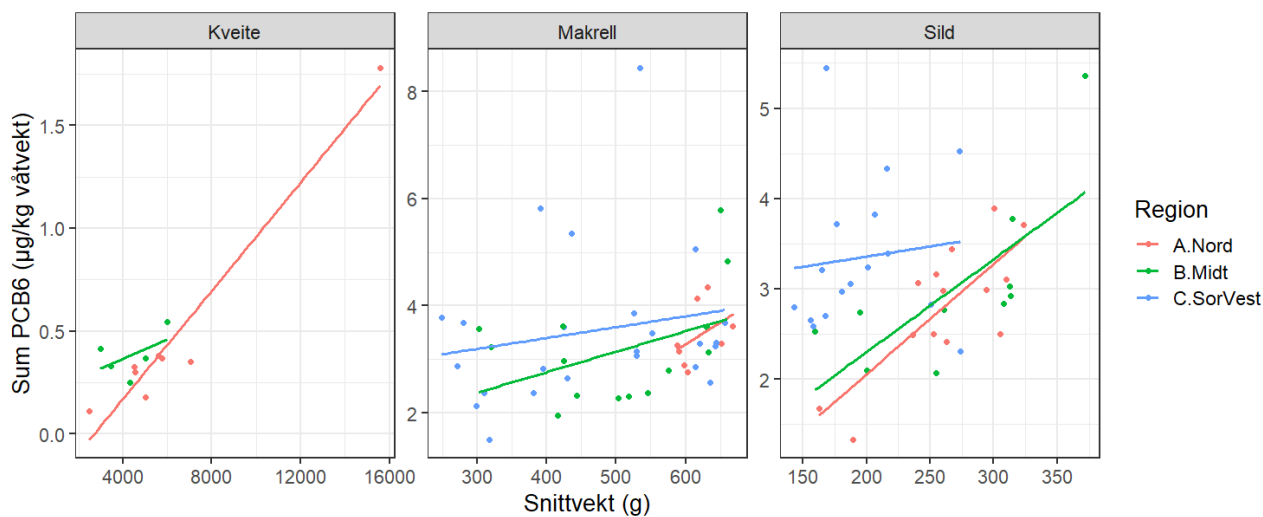 Kveite
Makrell
Sild
Sum PCB6 (µg/kg våtvekt)
1.5
1.0
0.5
0.0
8
6
4
2
5
4
3
2
4000 8000 12000 16000
300 400 500 600
150 200 250 300 350
Snittvekt (g)
Region
A.Nord
B.Midt
C.SorVest